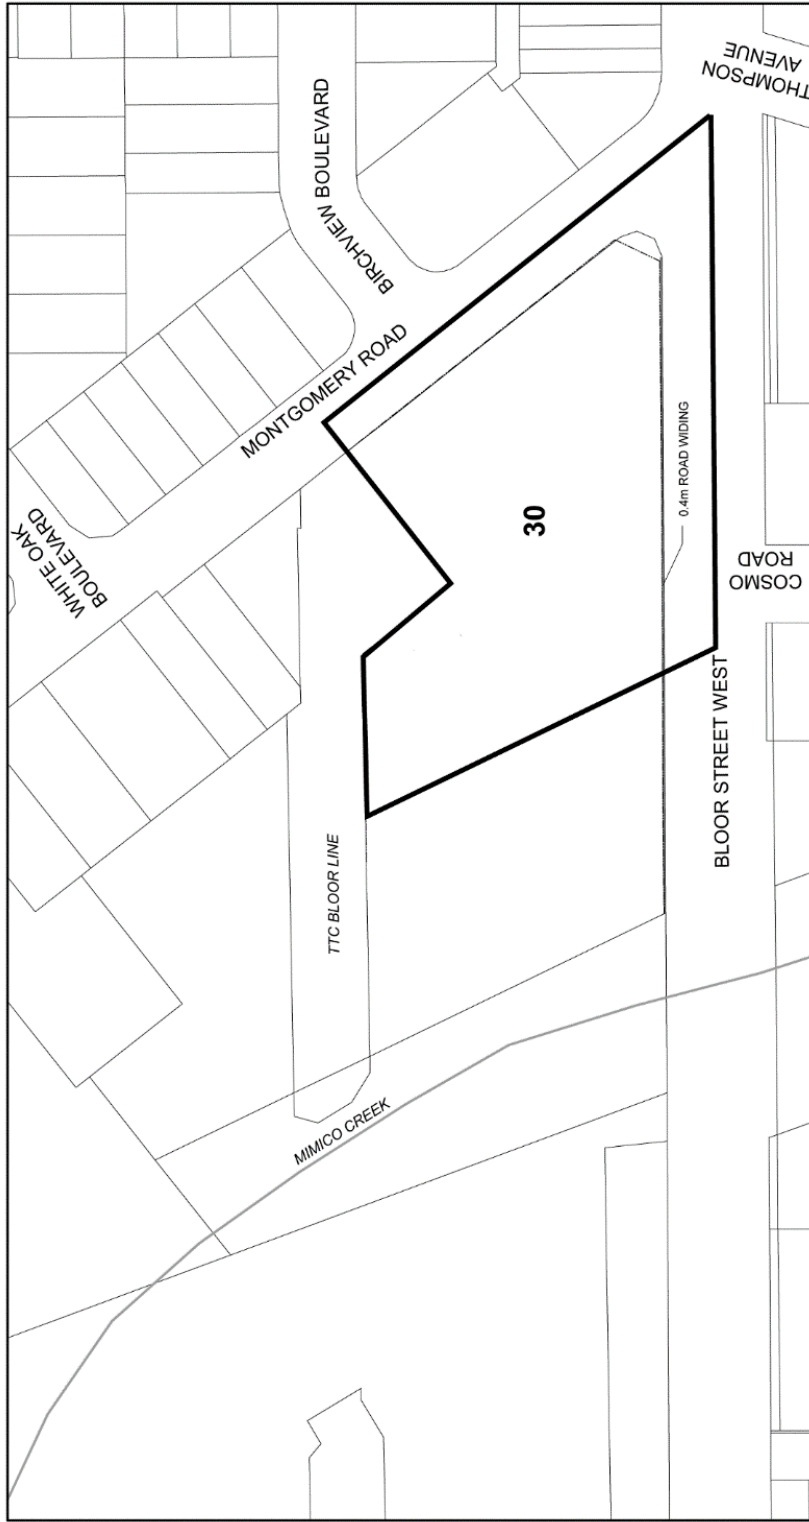 THOMPSON
AVENUE
BIRCHVIEW BOULEVARD
MONTGOMERY ROAD
WHITE OAK
BOULEVARD
0.4m ROAD WIDING
30
COSMO
ROAD
BLOOR STREET WEST
TTC BLOOR LINE
MIMICO CREEK